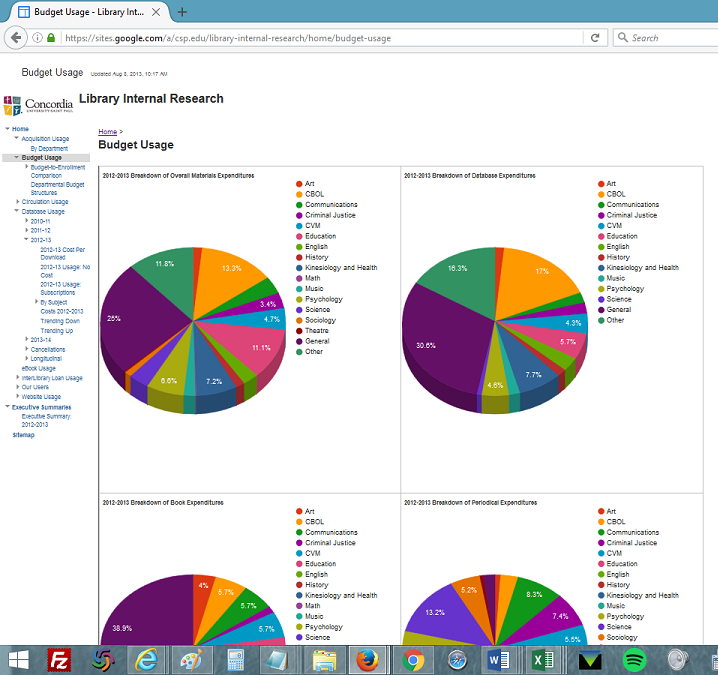 Budget Usage - Library Int...
https://sites.google.com/a/csp.edu/library-internal-research/home/budget-usage
Search
Budget Usage Updated Aug 3, 2013, 10:17 AM
Concordia
UNIVERSITY·SAINT PAUL
Library Internal Research
Home
Acquisition Usage
By Department
Budget Usage
Budget-to-Enrollment
Comparison
Departmental Budget
Structures
Circulation Usage
Database Usage
2010-11
2011-12
2012-13
2012-13 Cost Per
Download
2012-13 Usage: No
Cost
2012-13 Usage:
Subscriptions
By Subject
Costs 2012-2013
Trending Down
Trending Up
2013-14
Cancellations
Longitudinal
eBook Usage
InterLibrary Loan Usage
Our Users
Website Usage
Executive Summaries
Executive Summary:
2012-2013
Sitemap
Home >
Budget Usage
2012-2013 Breakdown of Overall Materials Expenditures
Art
CBOL
Communications
Criminal Justice
CVM
Education
English
History
Kinesiology and Health
Math
Music
Psychology
Science
Sociology
Theatre
General
Other
11.8%
13.3%
3.4%
4.7%
11.1%
7.2%
6.6%
25%
2012-2013 Breakdown of Database Expenditures
Art
CBOL
Communications
Criminal Justice
CVM
Education
English
History
Kinesiology and Health
Music
Psychology
Science
General
Other
16.3%
17%
4.3%
5.7%
7.7%
4.6%
30.6%
2012-2013 Breakdown of Book Expenditures
Art
CBOL
Communications
Criminal Justice
CVM
Education
English
History
Kinesiology and Health
Math
Music
Psychology
Science
4%
5.7%
5.7%
5.7%
38.9%
2012-2013 Breakdown of Periodical Expenditures
Art
CBOL
Communications
Criminal Justice
CVM
Education
English
History
Kinesiology and Health
Music
Psychology
Science
Sociology
5.2%
8.3%
7.4%
5.5%
13.2%